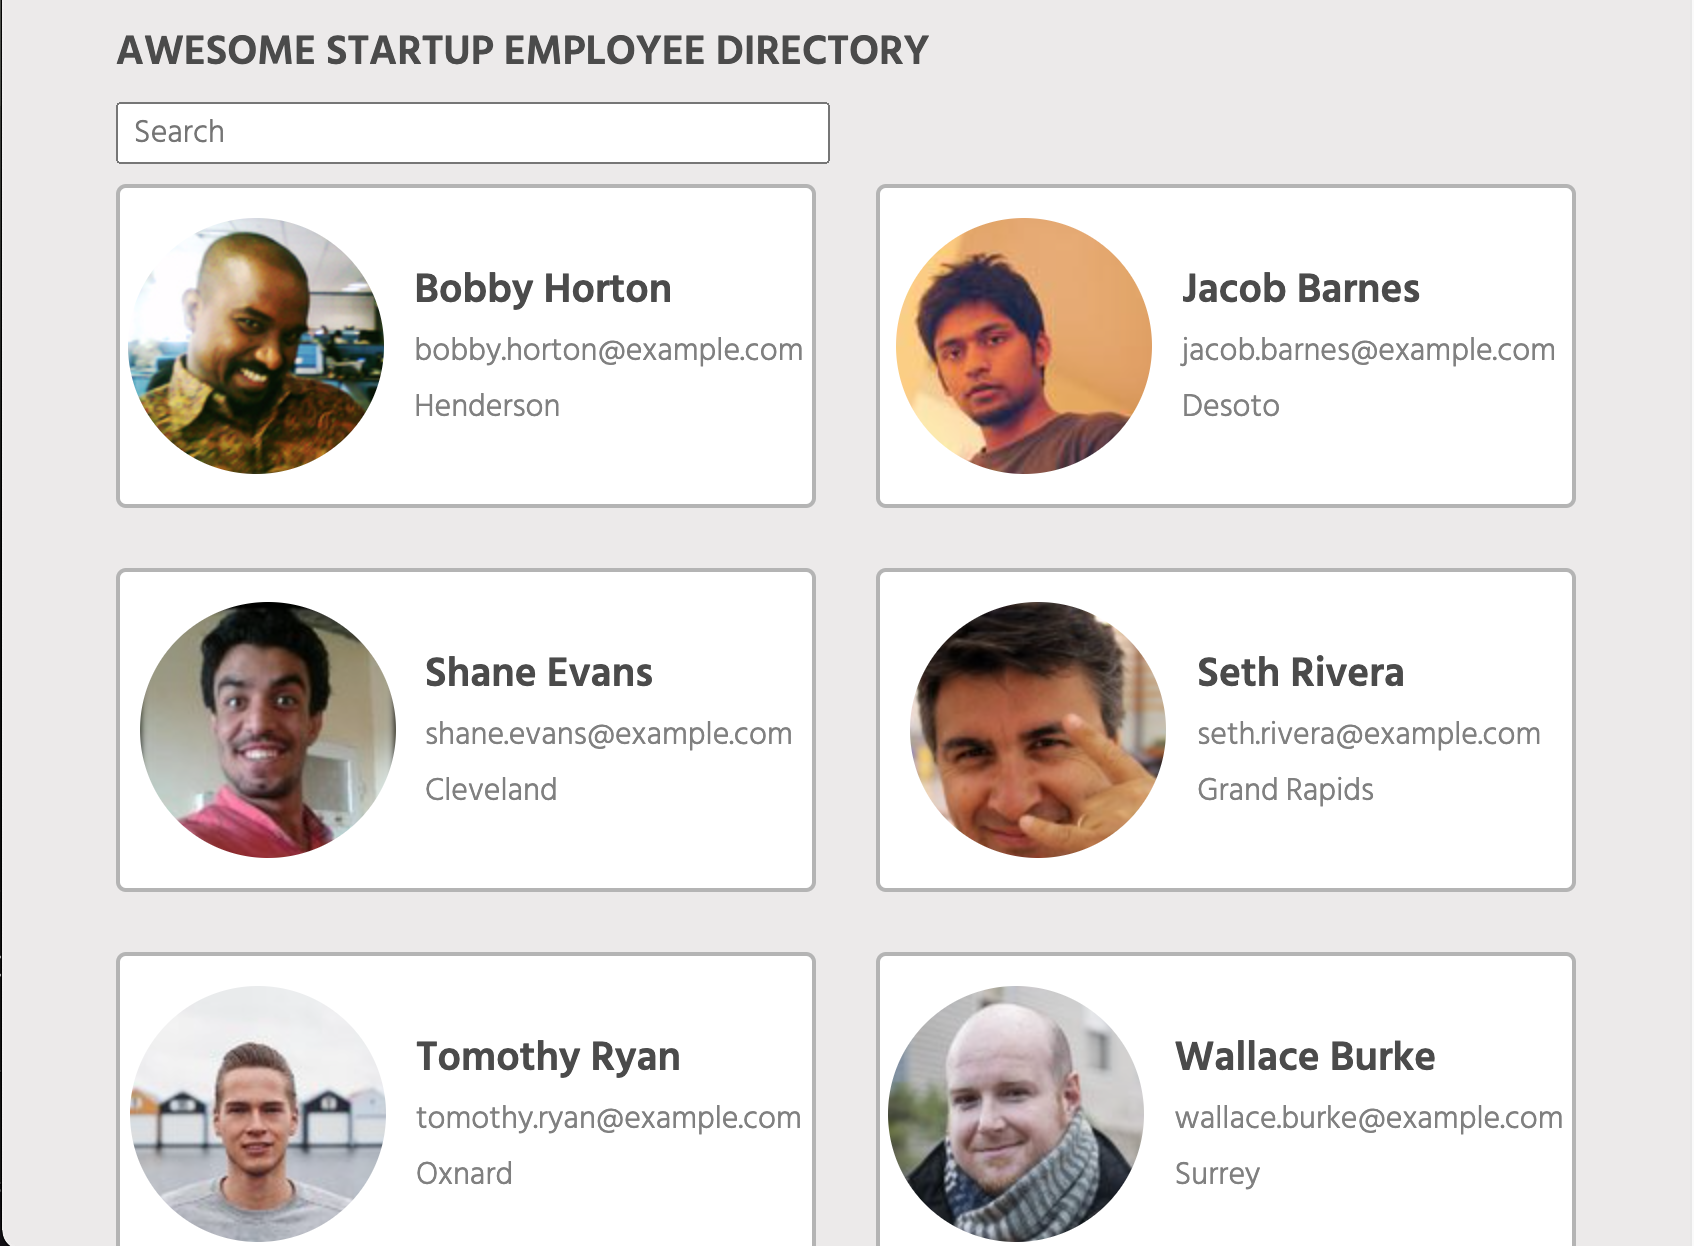 AWESOME STARTUP EMPLOYEE DIRECTORY
Search
Bobby Horton
bobby.horton@example.com
Henderson
Jacob Barnes
jacob.barnes@example.com
Desoto
Shane Evans
shane.evans@example.com
Cleveland
Seth Rivera
seth.rivera@example.com
Grand Rapids
Tomothy Ryan
tomothy.ryan@example.com
Oxnard
Wallace Burke
wallace.burke@example.com
Surrey